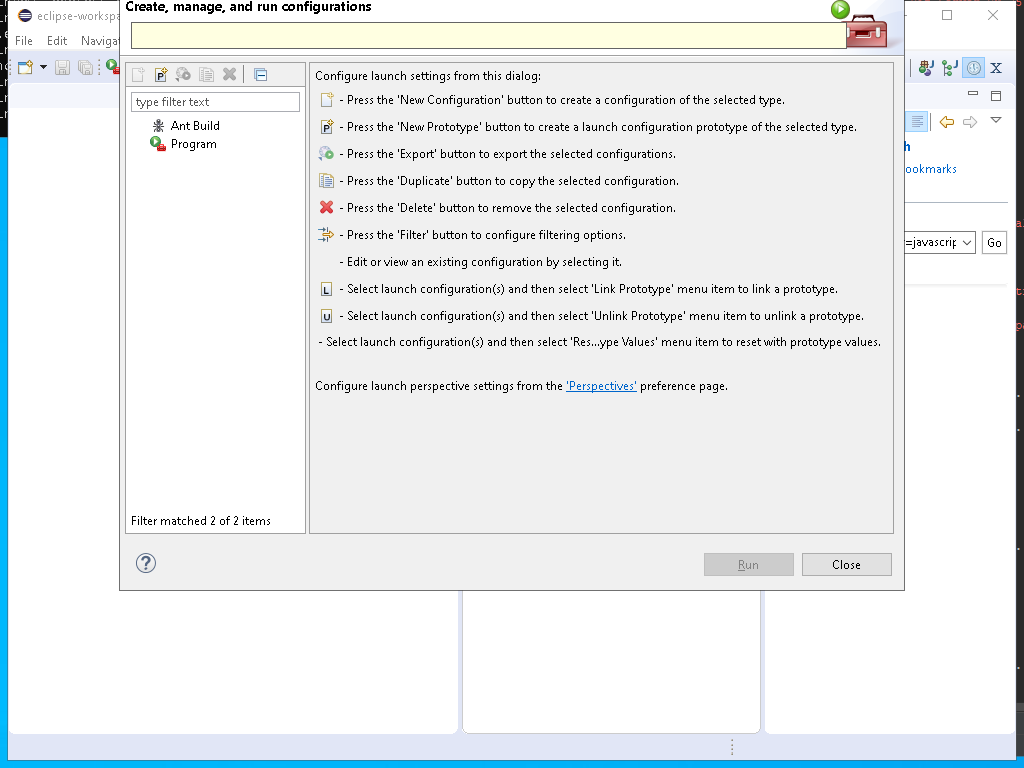 Create, manage, and run configurations
eclipse-workspa
File Edit Naviga
type filter text
Ant Build
Program
Filter matched 2 of 2 items
Configure launch settings from this dialog:
- Press the 'New Configuration' button to create a configuration of the selected type.
- Press the 'New Prototype' button to create a launch configuration prototype of the selected type.
- Press the 'Export' button to export the selected configurations.
- Press the 'Duplicate' button to copy the selected configuration.
- Press the 'Delete' button to remove the selected configuration.
- Press the 'Filter' button to configure filtering options.
- Edit or view an existing configuration by selecting it.
L - Select launch configuration(s) and then select 'Link Prototype' menu item to link a prototype.
U - Select launch configuration(s) and then select 'Unlink Prototype' menu item to unlink a prototype.
- Select launch configuration(s) and then select 'Res...ype Values' menu item to reset with prototype values.
Configure launch perspective settings from the 'Perspectives' preference page.
h
ookmarks
=javascrip
Go
Run
Close